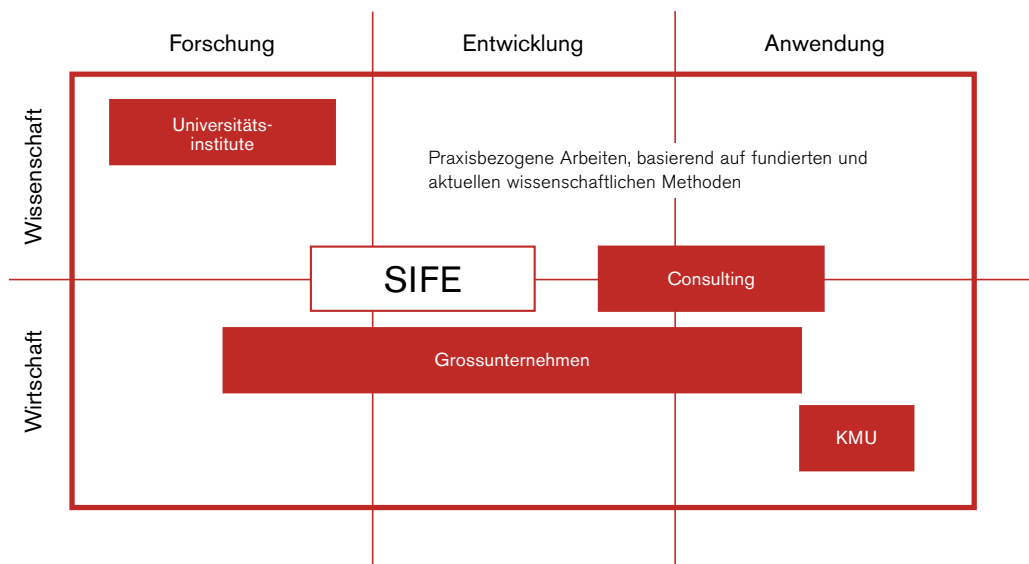 Forschung
Entwicklung
Anwendung
Wissenschaft
Universitäts-
institute
Praxisbezogene Arbeiten, basierend auf fundierten und
aktuellen wissenschaftlichen Methoden
SIFE
Consulting
Wirtschaft
Grossunternehmen
KMU